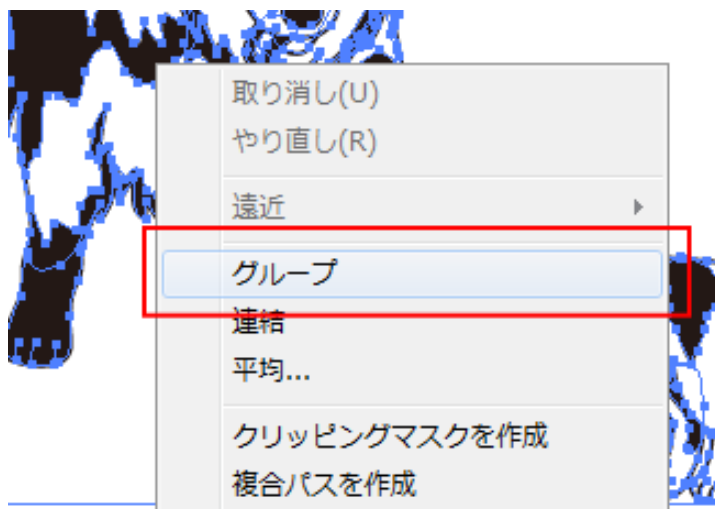 取り消し(U)
やり直し(R)
遠近
グループ
連結
平均...
クリッピングマスクを作成
複合パスを作成